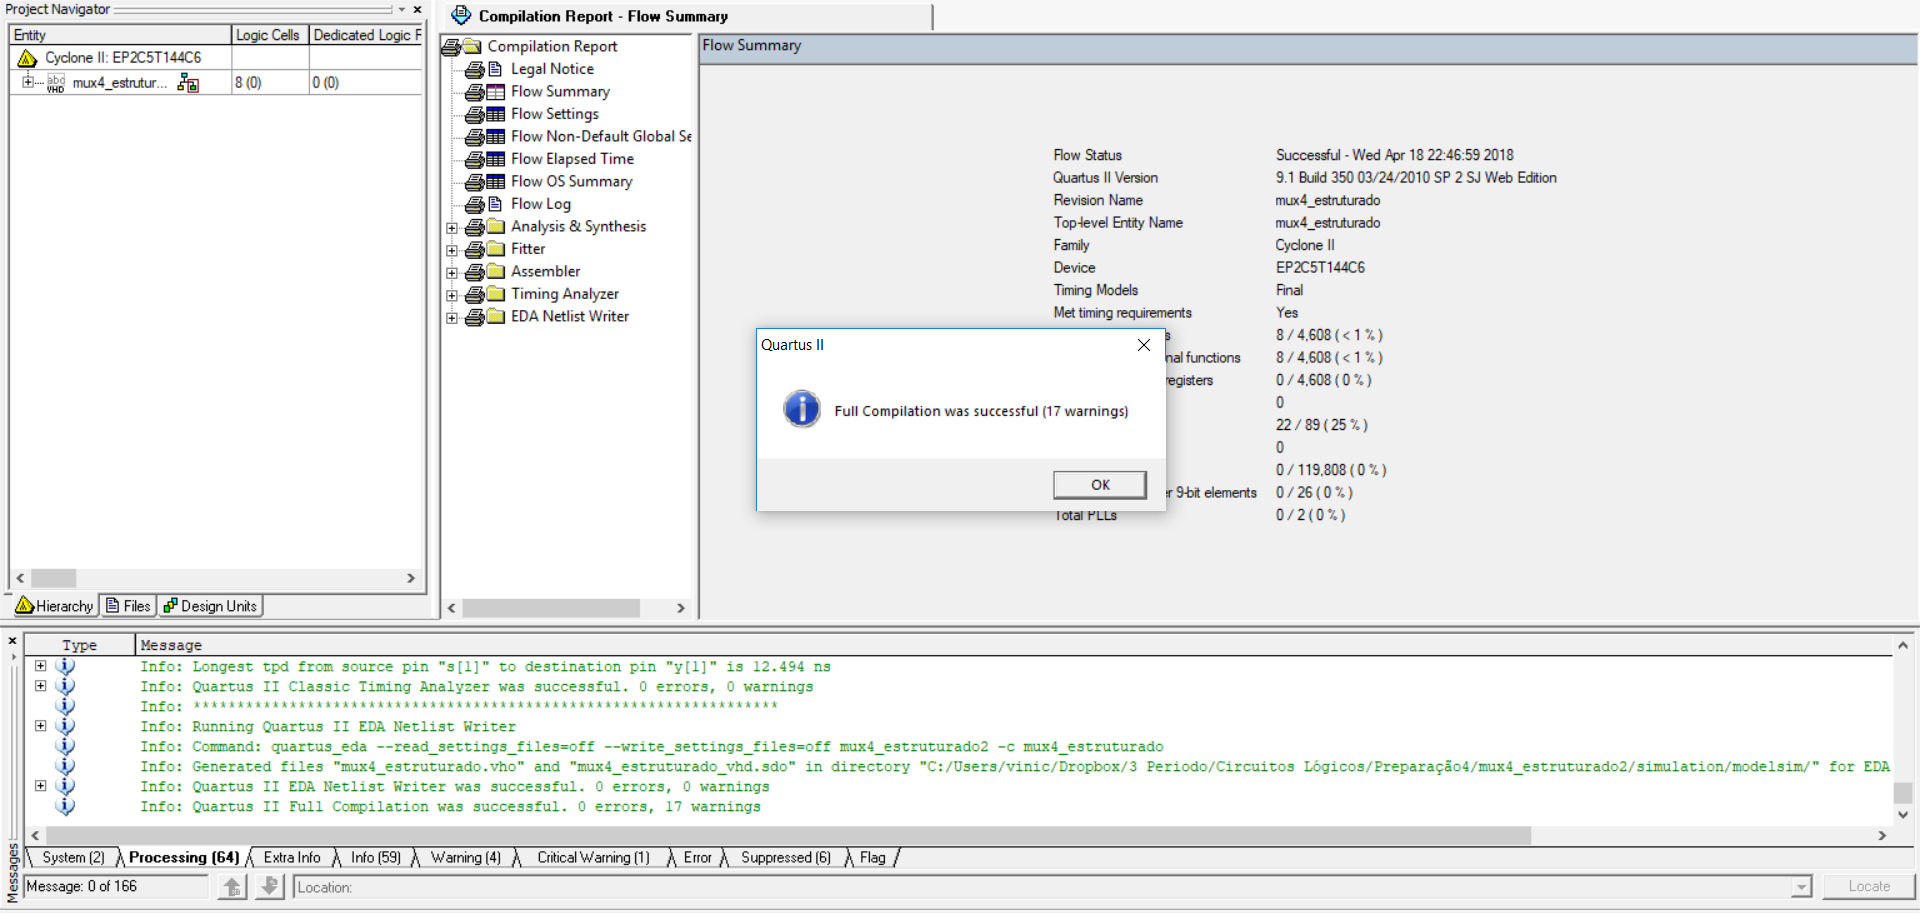 Project Navigator
Entity
Logic Cells
Dedicated Logic F
Cyclone II: EP2C5T144C6
abc
VHD
mux4_estrutur...
8 (0)
0 (0)
Hierarchy
Files
Design Units
Compilation Report - Flow Summary
Compilation Report
Legal Notice
Flow Summary
Flow Settings
Flow Non-Default Global Se
Flow Elapsed Time
Flow OS Summary
Flow Log
Analysis & Synthesis
Fitter
Assembler
Timing Analyzer
EDA Netlist Writer
Flow Summary
Flow Status Successful - Wed Apr 18 22:46:59 2018
Quartus II Version 9.1 Build 350 03/24/2010 SP 2 SJ Web Edition
Revision Name mux4_estruturado
Top-level Entity Name mux4_estruturado
Family Cyclone II
Device EP2C5T144C6
Timing Models Final
Met timing requirements Yes
s 8 / 4,608 ( < 1 % )
nal functions 8 / 4,608 ( < 1 % )
registers 0 / 4,608 ( 0 % )
0
22 / 89 ( 25 % )
0
0 / 119,808 ( 0 % )
r 9-bit elements 0 / 26 ( 0 % )
Total PLLs 0 / 2 ( 0 % )
Quartus II
Full Compilation was successful (17 warnings)
OK
Type Message
Info: Longest tpd from source pin "s[1]" to destination pin "y[1]" is 12.494 ns
Info: Quartus II Classic Timing Analyzer was successful. 0 errors, 0 warnings
Info: *******************************************************************
Info: Running Quartus II EDA Netlist Writer
Info: Command: quartus_eda --read_settings_files=off --write_settings_files=off mux4_estruturado2 -c mux4_estruturado
Info: Generated files "mux4_estruturado.vho" and "mux4_estruturado_vhd.sdo" in directory "C:/Users/vinic/Dropbox/3 Periodo/Circuitos Lógicos/Preparação4/mux4_estruturado2/simulation/modelsim/" for EDA
Info: Quartus II EDA Netlist Writer was successful. 0 errors, 0 warnings
Info: Quartus II Full Compilation was successful. 0 errors, 17 warnings
System (2)
Processing (64)
Extra Info
Info (59)
Warning (4)
Critical Warning (1)
Error
Suppressed (6)
Flag
Messages
Message: 0 of 166
Location:
Locate